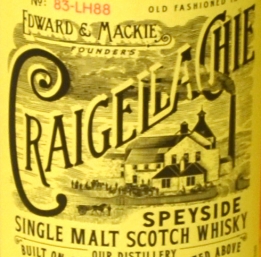 Nº: 83-LH88
OLD FASHIONED
EDWARD & MACKIE
FOUNDERS
CRAIGELLACHIE
SPEYSIDE
SINGLE MALT SCOTCH WHISKY
BUILT ON OUR DISTILLERY ABOVE